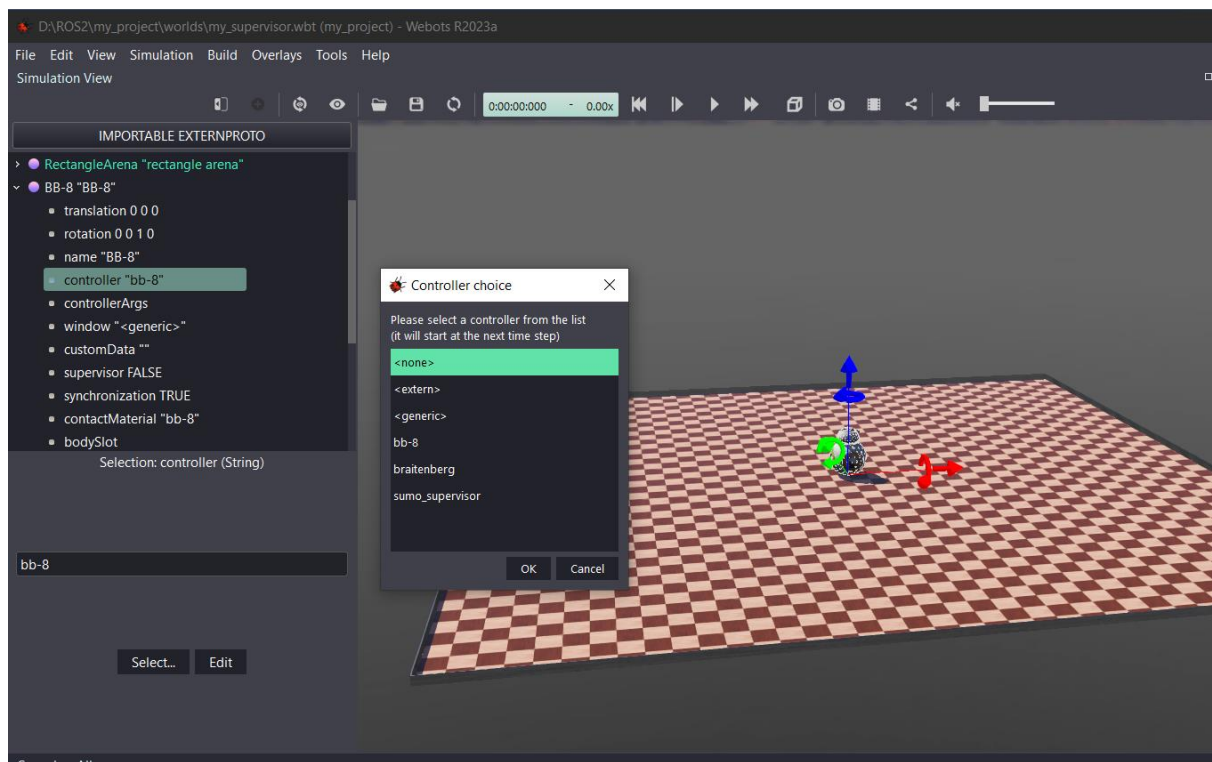 D:\ROS2\my_project\worlds\my_supervisor.wbt (my_project) - Webots R2023a
File Edit View Simulation Build Overlays Tools Help
Simulation View
0:00:00:000 - 0.00x
IMPORTABLE EXTERNPROTO
RectangleArena "rectangle arena"
BB-8 "BB-8"
translation 0 0 0
rotation 0 0 1 0
name "BB-8"
controller "bb-8"
controllerArgs
window "<generic>"
customData ""
supervisor FALSE
synchronization TRUE
contactMaterial "bb-8"
bodySlot
Selection: controller (String)
bb-8
Select... Edit
Controller choice
Please select a controller from the list
(it will start at the next time step)
<none>
<extern>
<generic>
bb-8
braitenberg
sumo_supervisor
OK Cancel